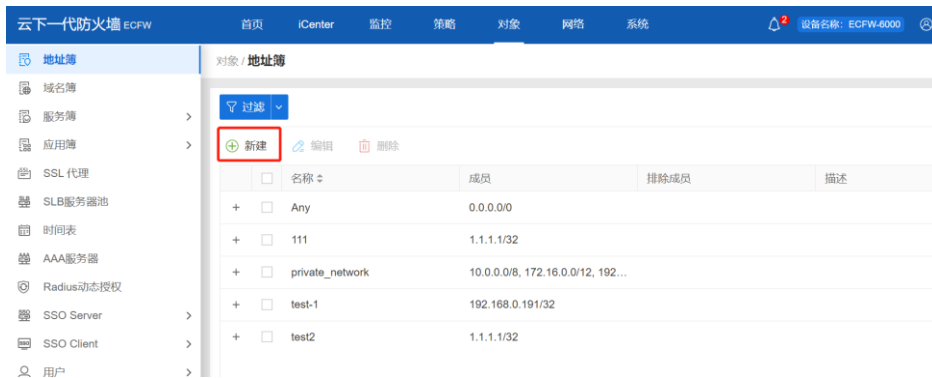 云下一代防火墙 ECFW 首页 iCenter 监控 策略 对象 网络 系统 2 设备名称：ECFW-6000
地址簿
域名簿
服务簿
应用簿
SSL 代理
SLB服务器池
时间表
AAA服务器
Radius动态授权
SSO Server
SSO Client
用户
对象 / 地址簿
过滤
新建 编辑 删除
名称 成员 排除成员 描述
Any 0.0.0.0/0
111 1.1.1.1/32
private_network 10.0.0.0/8, 172.16.0.0/12, 192...
test-1 192.168.0.191/32
test2 1.1.1.1/32